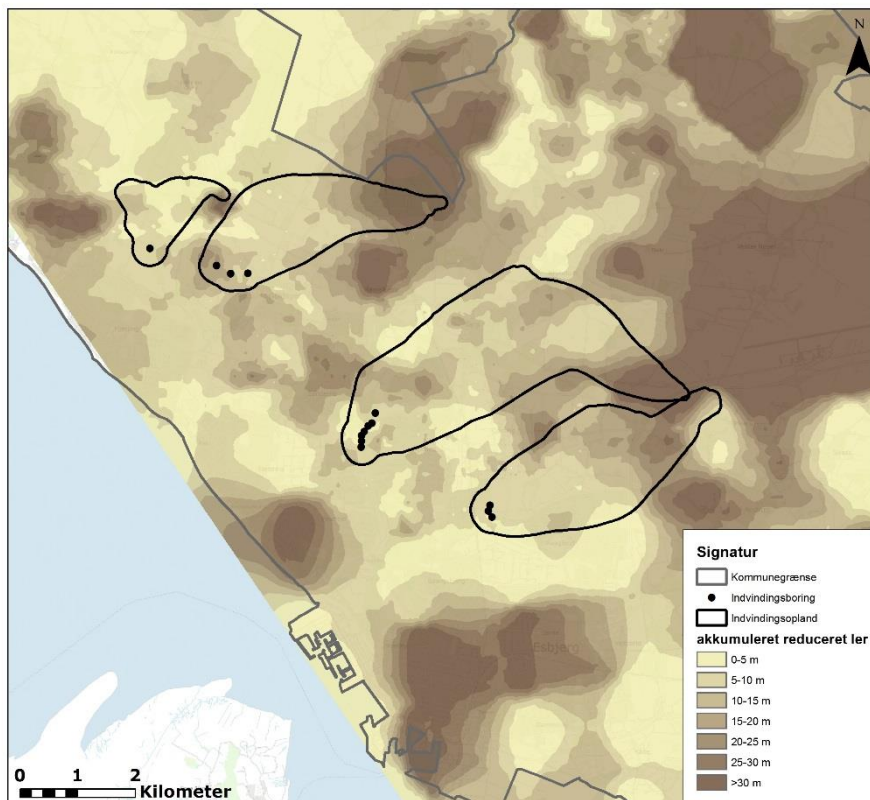 N
Esbjerg
Signatur
Kommunegrænse
Indvindingsboring
Indvindingsopland
akkumuleret reduceret ler
0-5 m
5-10 m
10-15 m
15-20 m
20-25 m
25-30 m
>30 m
0 1 2
Kilometer